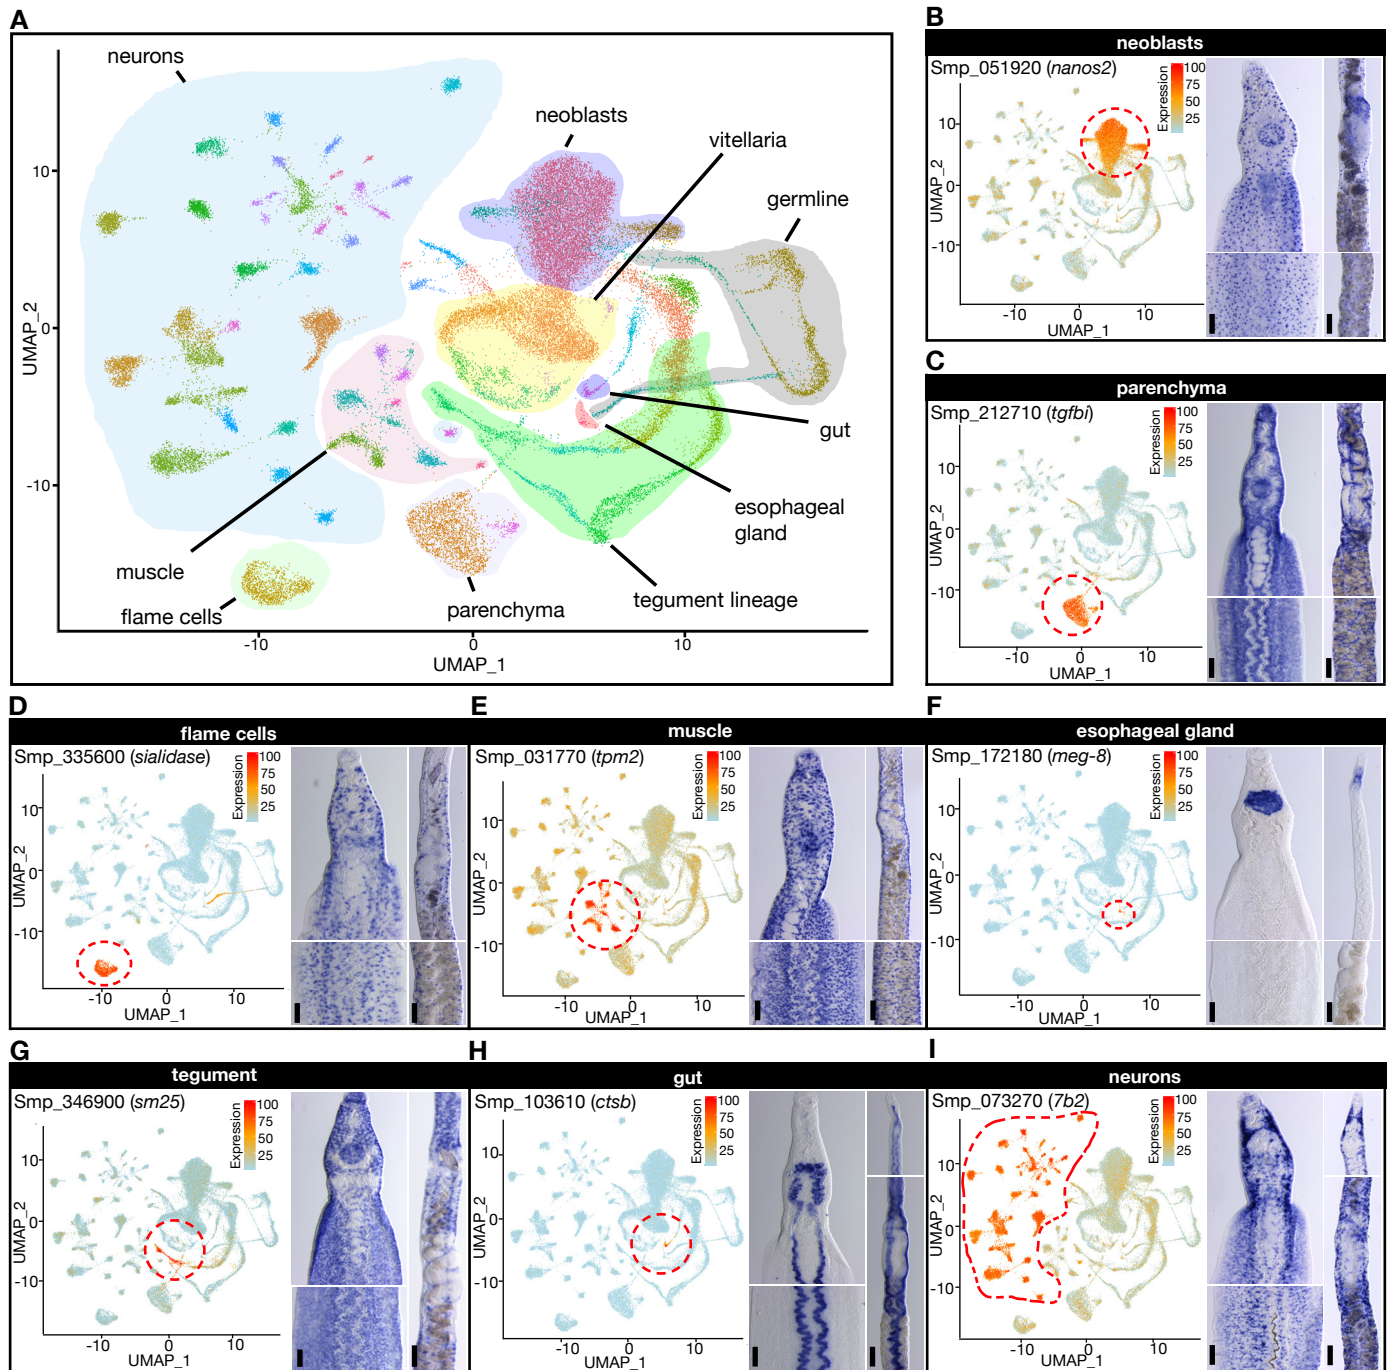 A
neurons
neoblasts
vitellaria
germline
gut
esophageal
gland
tegument lineage
parenchyma
muscle
flame cells
10
0
-10
UMAP_2
-10
0
10
UMAP_1
B
neoblasts
Smp_051920 (nanos2)
Expression
100
75
50
25
10
0
-10
UMAP_2
-10
0
10
UMAP_1
C
parenchyma
Smp_212710 (tgfbi)
Expression
100
75
50
25
10
0
-10
UMAP_2
-10
0
10
UMAP_1
D
flame cells
Smp_335600 (sialidase)
Expression
100
75
50
25
10
0
-10
UMAP_2
-10
0
10
UMAP_1
E
muscle
Smp_031770 (tpm2)
Expression
100
75
50
25
10
0
-10
UMAP_2
-10
0
10
UMAP_1
F
esophageal gland
Smp_172180 (meg-8)
Expression
100
75
50
25
10
0
-10
UMAP_2
-10
0
10
UMAP_1
G
tegument
Smp_346900 (sm25)
Expression
100
75
50
25
10
0
-10
UMAP_2
-10
0
10
UMAP_1
H
gut
Smp_103610 (ctsb)
Expression
100
75
50
25
10
0
-10
UMAP_2
-10
0
10
UMAP_1
I
neurons
Smp_073270 (7b2)
Expression
100
75
50
25
10
0
-10
UMAP_2
-10
0
10
UMAP_1